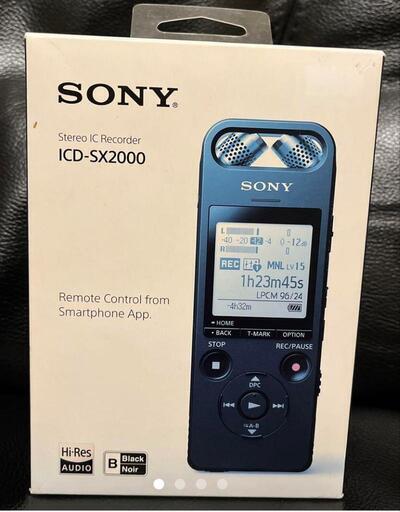 SONY®
Stereo IC Recorder
ICD-SX2000
SONY
L
0
-40 -20 -12 -4 0 -12dB
R
0
REC MNL LV15
1h23m45s
LPCM 96/24
-4h32m
HOME
BACK T-MARK OPTION
STOP REC/PAUSE
DPC
A-B
Remote Control from
Smartphone App.
Hi-Res
AUDIO
B Black
Noir